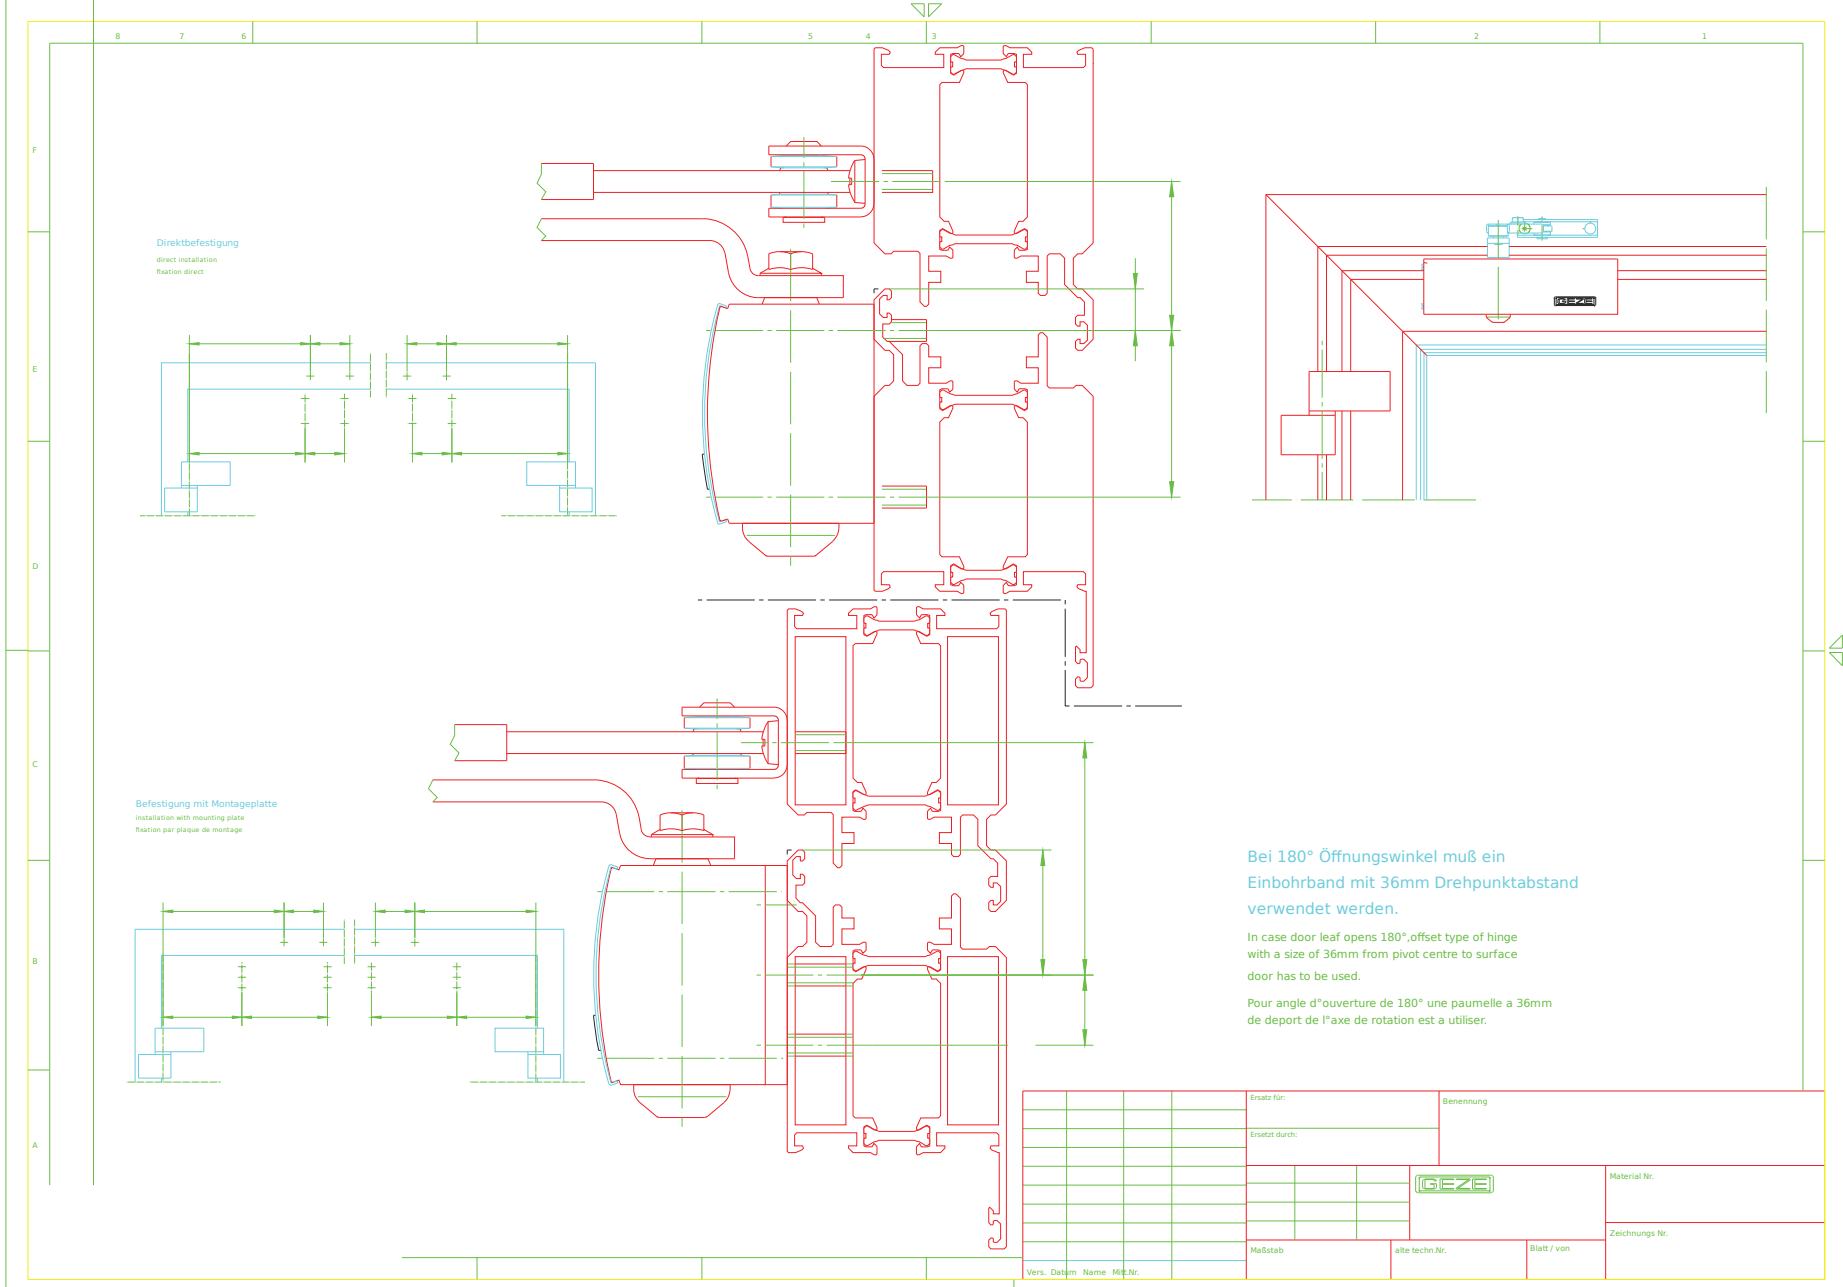 8 7 6 5 4 3 2 1
F
E
D
C
B
A
Direktbefestigung
direct installation
fixation direct
GEZE
Befestigung mit Montageplatte
installation with mounting plate
fixation par plaque de montage
Bei 180° Öffnungswinkel muß ein
Einbohrband mit 36mm Drehpunktabstand
verwendet werden.
In case door leaf opens 180°,offset type of hinge
with a size of 36mm from pivot centre to surface
door has to be used.
Pour angle d°ouverture de 180° une paumelle a 36mm
de deport de l°axe de rotation est a utiliser.
Ersatz für:
Ersetzt durch:
Benennung
GEZE
Material Nr.
Zeichnungs Nr.
Maßstab
alte techn.Nr.
Blatt / von
Vers. Datum Name Mitt.Nr.